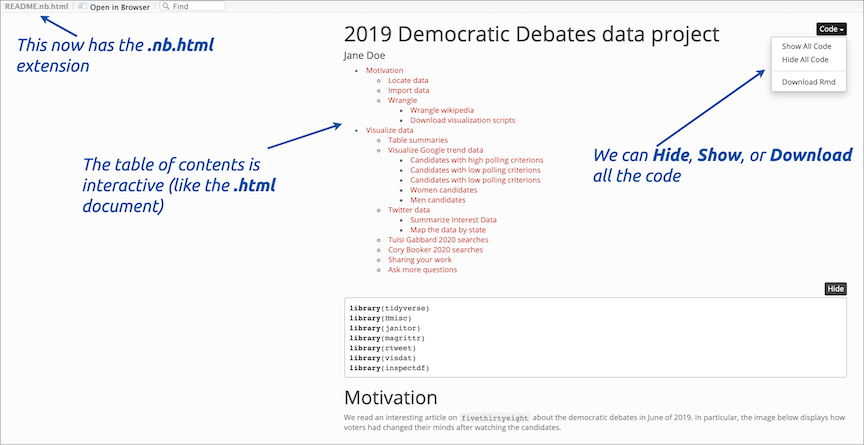 README.nb.html
Open in Browser
Find
This now has the .nb.html
extension
2019 Democratic Debates data project
Jane Doe
Code
Show All Code
Hide All Code
Download Rmd
Motivation
Locate data
Import data
Wrangle
Wrangle wikipedia
Download visualization scripts
Visualize data
Table summaries
Visualize Google trend data
Candidates with high polling criterions
Candidates with low polling criterions
Candidates with low polling criterions
Women candidates
Men candidates
Twitter data
Summarize Interest Data
Map the data by state
Tulsi Gabbard 2020 searches
Cory Booker 2020 searches
Sharing your work
Ask more questions
The table of contents is
interactive (like the .html
document)
We can Hide, Show, or Download
all the code
Hide
library(tidyverse)
library(Hmisc)
library(janitor)
library(magrittr)
library(rtweet)
library(visdat)
library(inspectdf)
Motivation
We read an interesting article on fivethirtyeight about the democratic debates in June of 2019. In particular, the image below displays how
voters had changed their minds after watching the candidates.